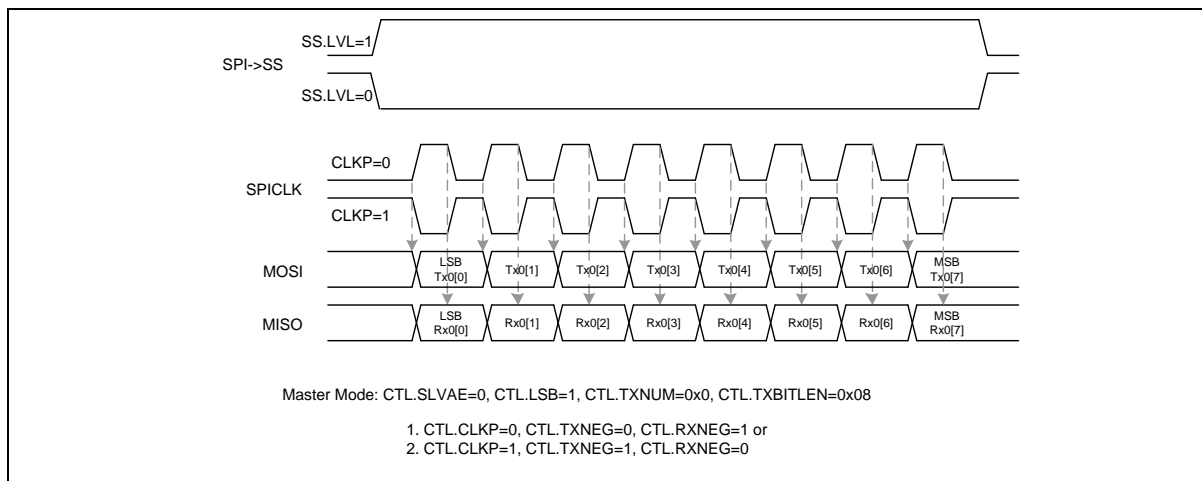 SS.LVL=1
SPI->SS
SS.LVL=0
CLKP=0
SPICLK
CLKP=1
MOSI
LSB
Tx0[0]
Tx0[1]
Tx0[2]
Tx0[3]
Tx0[4]
Tx0[5]
Tx0[6]
MSB
Tx0[7]
MISO
LSB
Rx0[0]
Rx0[1]
Rx0[2]
Rx0[3]
Rx0[4]
Rx0[5]
Rx0[6]
MSB
Rx0[7]
Master Mode: CTL.SLVAE=0, CTL.LSB=1, CTL.TXNUM=0x0, CTL.TXBITLEN=0x08
1. CTL.CLKP=0, CTL.TXNEG=0, CTL.RXNEG=1 or
2. CTL.CLKP=1, CTL.TXNEG=1, CTL.RXNEG=0